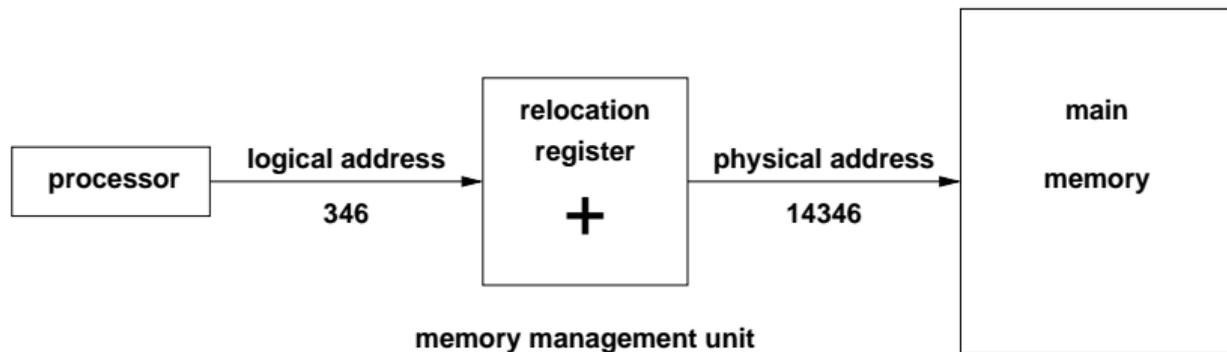 processor
logical address
346
relocation
register
+
physical address
14346
main
memory
memory management unit